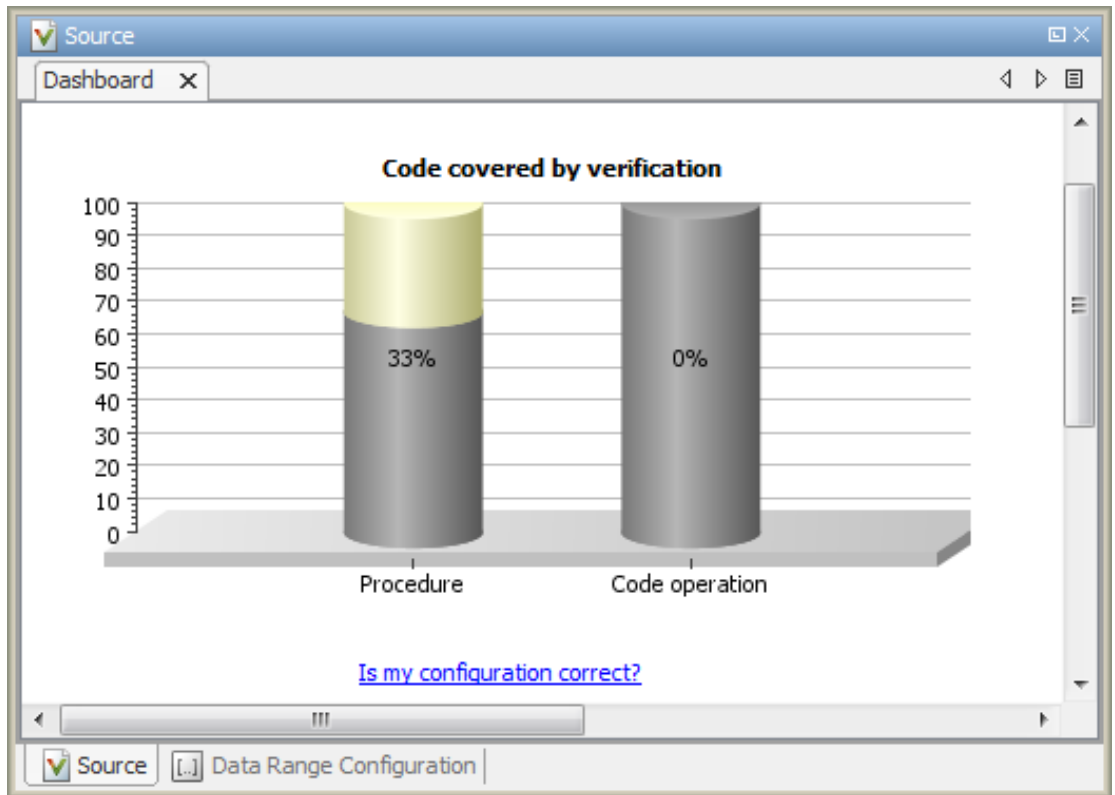 Source
Dashboard
Code covered by verification
100
90
80
70
60
50
40
30
20
10
0
33%
0%
Procedure
Code operation
Is my configuration correct?
Source
[..] Data Range Configuration